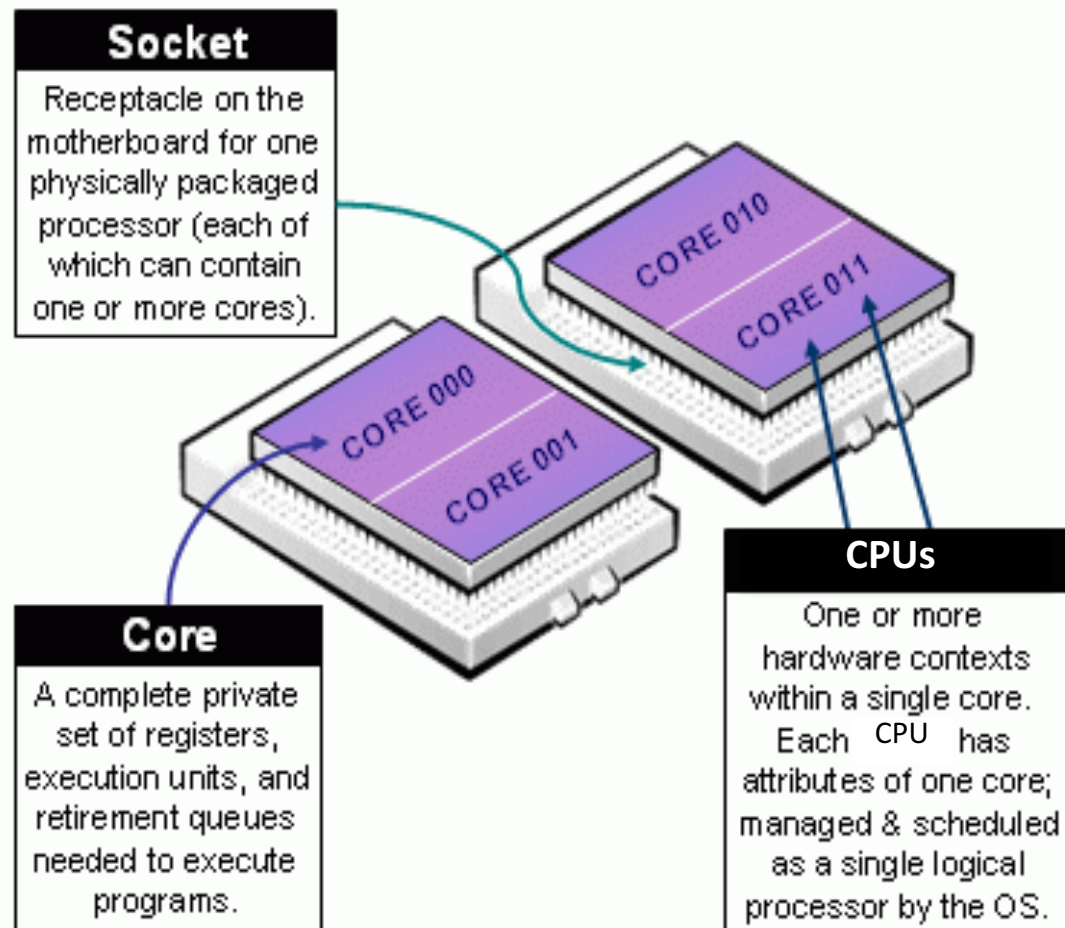 Socket
Receptacle on the
motherboard for one
physically packaged
processor (each of
which can contain
one or more cores).
CORE 010
CORE 011
CORE 000
CORE 001
Core
A complete private
set of registers,
execution units, and
retirement queues
needed to execute
programs.
CPUs
One or more
hardware contexts
within a single core.
Each CPU has
attributes of one core;
managed & scheduled
as a single logical
processor by the OS.